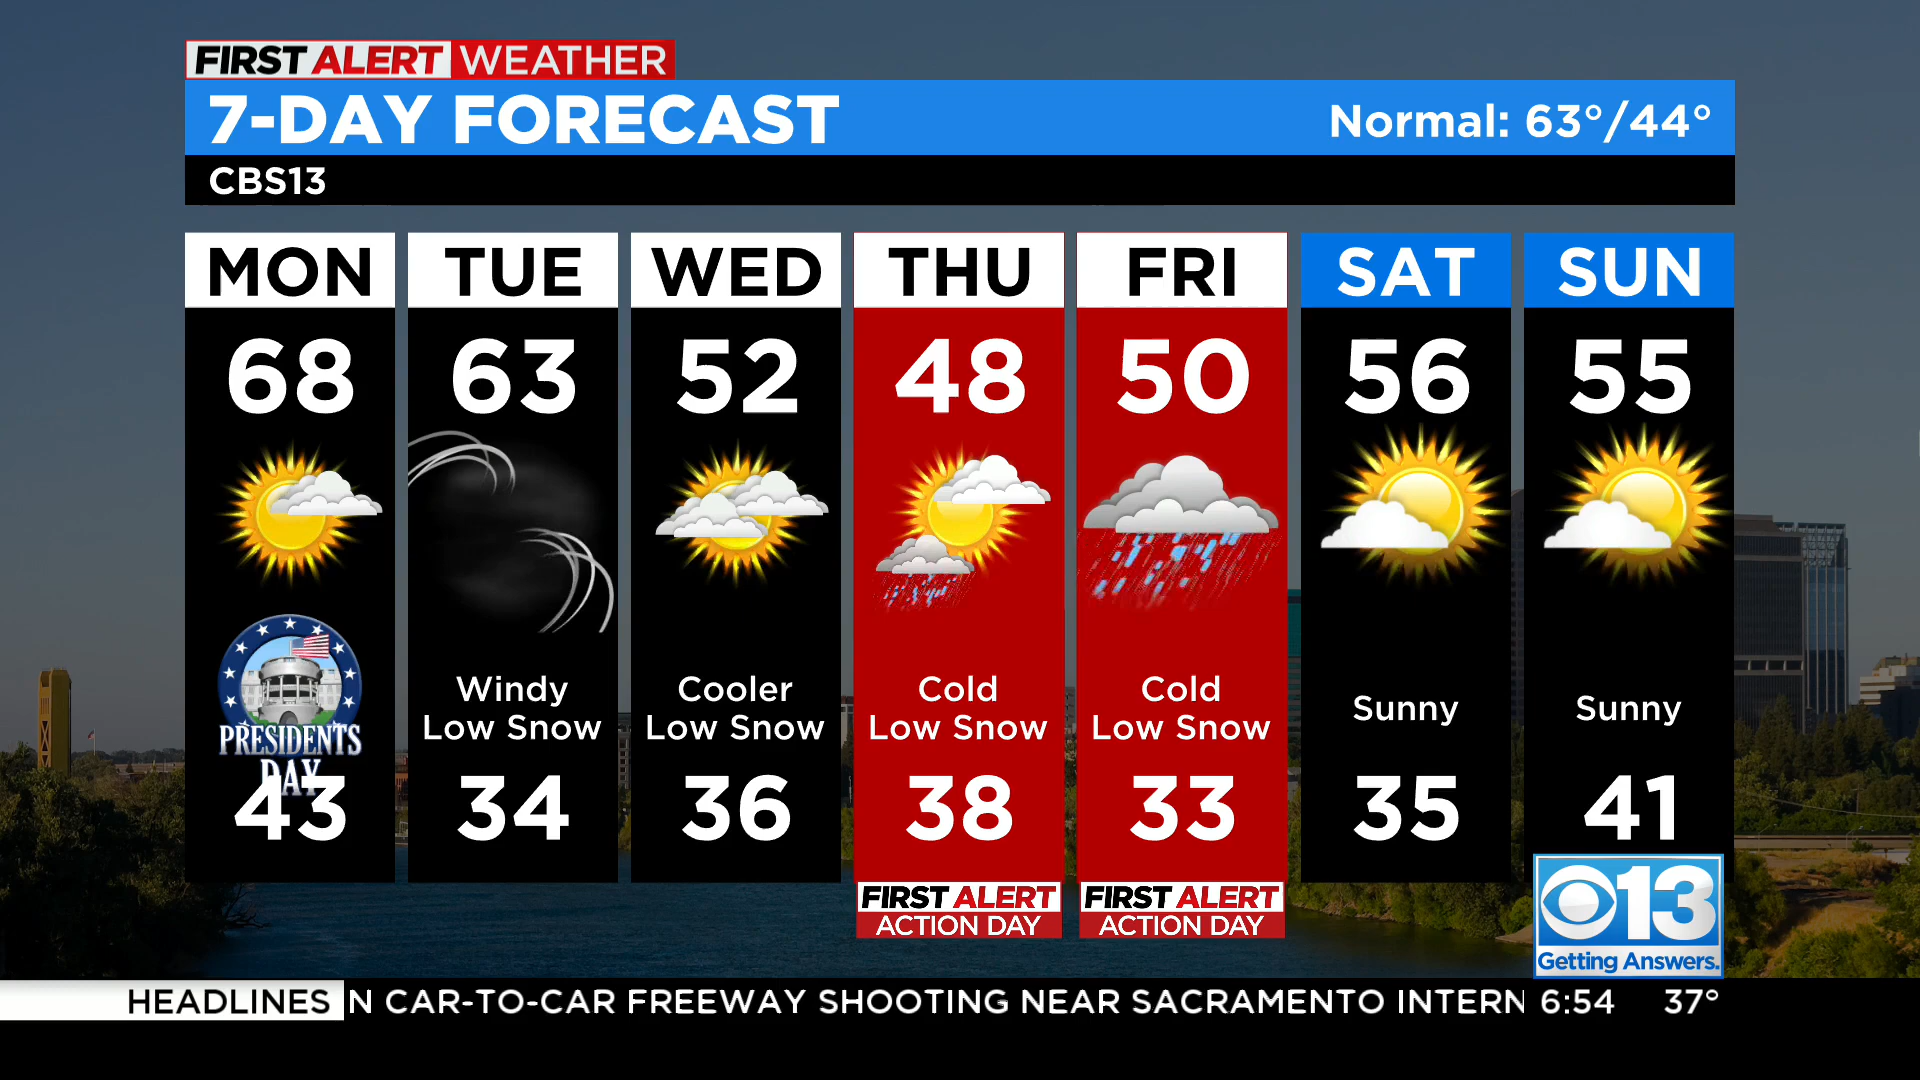 FIRST ALERT WEATHER
7-DAY FORECAST
Normal: 63°/44°
CBS13
MON TUE WED THU FRI SAT SUN
68 63 52 48 50 56 55
PRESIDENTS
DAY
Windy
Low Snow
Cooler
Low Snow
Cold
Low Snow
Cold
Low Snow
Sunny
Sunny
43 34 36 38 33 35 41
FIRST ALERT
ACTION DAY
FIRST ALERT
ACTION DAY
13
Getting Answers.
HEADLINES N CAR-TO-CAR FREEWAY SHOOTING NEAR SACRAMENTO INTERN 6:54 37°